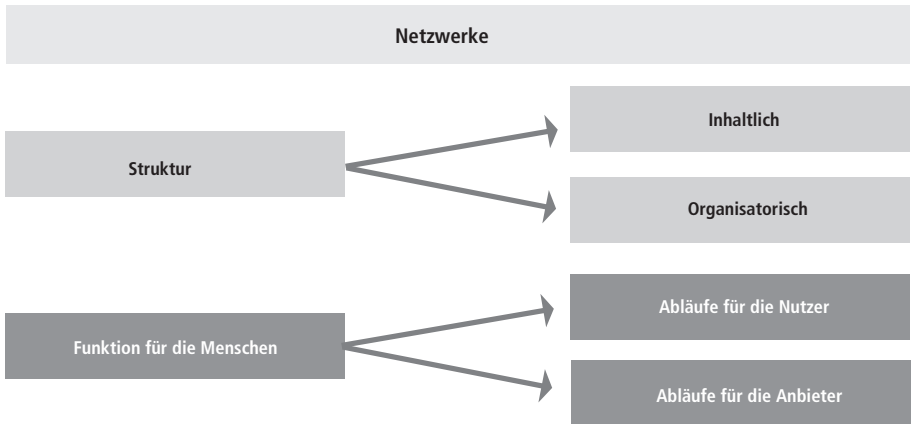 Netzwerke
Struktur
Inhaltlich
Organisatorisch
Funktion für die Menschen
Abläufe für die Nutzer
Abläufe für die Anbieter